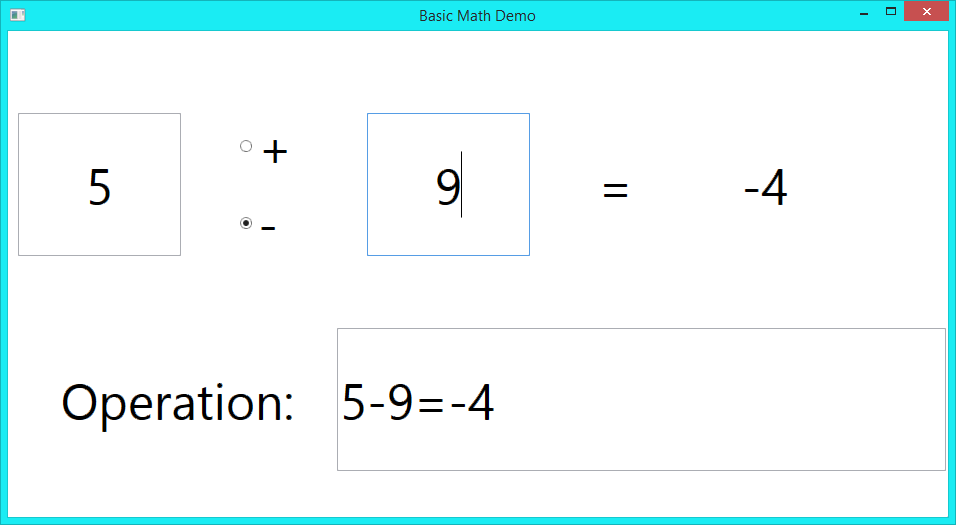 Basic Math Demo
+
5 9 = -4
-
Operation: 5-9=-4